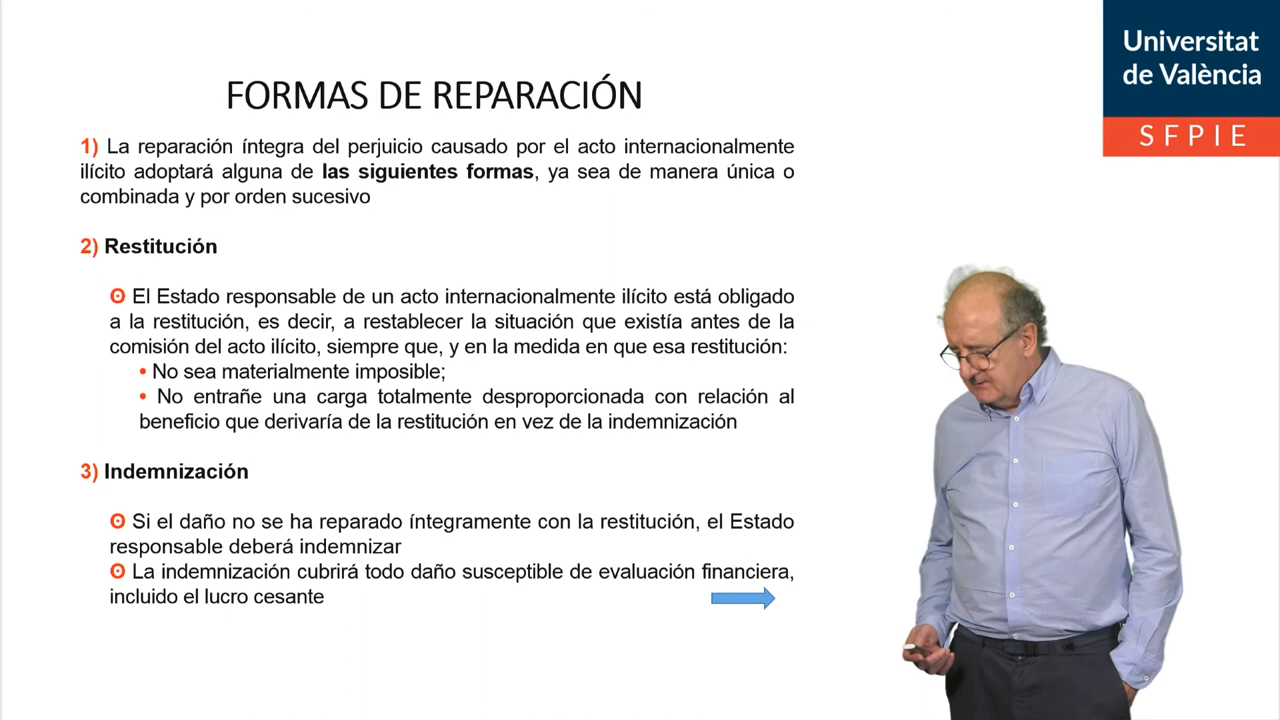 Universitat
de València
SFPIE
FORMAS DE REPARACIÓN
1) La reparación íntegra del perjuicio causado por el acto internacionalmente
ilícito adoptará alguna de las siguientes formas, ya sea de manera única o
combinada y por orden sucesivo
2) Restitución
ʘ El Estado responsable de un acto internacionalmente ilícito está obligado
a la restitución, es decir, a restablecer la situación que existía antes de la
comisión del acto ilícito, siempre que, y en la medida en que esa restitución:
• No sea materialmente imposible;
• No entrañe una carga totalmente desproporcionada con relación al
beneficio que derivaría de la restitución en vez de la indemnización
3) Indemnización
ʘ Si el daño no se ha reparado íntegramente con la restitución, el Estado
responsable deberá indemnizar
ʘ La indemnización cubrirá todo daño susceptible de evaluación financiera,
incluido el lucro cesante